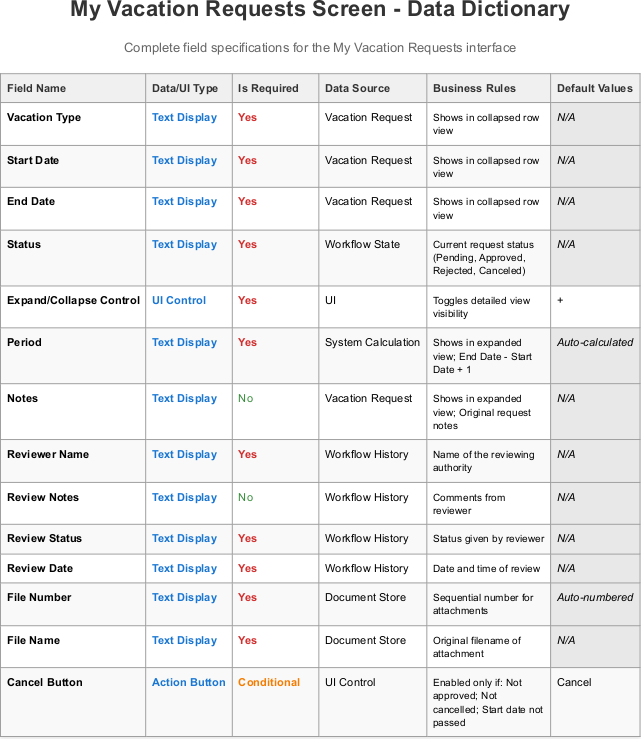 My Vacation Requests Screen - Data Dictionary
Complete field specifications for the My Vacation Requests interface
Field Name Data/UI Type Is Required Data Source Business Rules Default Values
Vacation Type Text Display Yes Vacation Request Shows in collapsed row N/A
view
Start Date Text Display Yes Vacation Request Shows in collapsed row N/A
view
End Date Text Display Yes Vacation Request Shows in collapsed row N/A
view
Status Text Display Yes Workflow State Current request status N/A
(Pending, Approved,
Rejected, Canceled)
Expand/Collapse Control UI Control Yes UI Toggles detailed view +
visibility
Period Text Display Yes System Calculation Shows in expanded Auto-calculated
view; End Date - Start
Date + 1
Notes Text Display No Vacation Request Shows in expanded N/A
view; Original request
notes
Reviewer Name Text Display Yes Workflow History Name of the reviewing N/A
authority
Review Notes Text Display No Workflow History Comments from N/A
reviewer
Review Status Text Display Yes Workflow History Status given by reviewer N/A
Review Date Text Display Yes Workflow History Date and time of review N/A
File Number Text Display Yes Document Store Sequential number for Auto-numbered
attachments
File Name Text Display Yes Document Store Original filename of N/A
attachment
Cancel Button Action Button Conditional UI Control Enabled only if: Not Cancel
approved; Not
cancelled; Start date not
passed